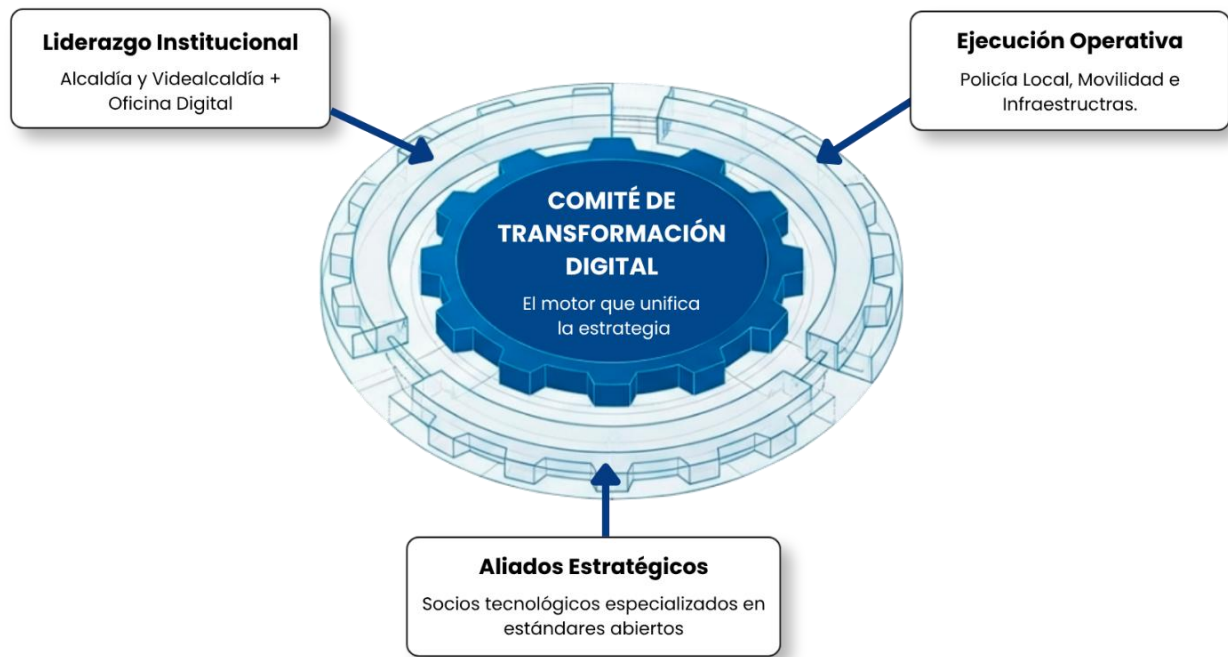 Liderazgo Institucional
Alcaldía y Videalcaldía +
Oficina Digital
Ejecución Operativa
Policía Local, Movilidad e
Infraestructras.
COMITÉ DE
TRANSFORMACIÓN
DIGITAL
El motor que unifica
la estrategia
Aliados Estratégicos
Socios tecnológicos especializados en
estándares abiertos